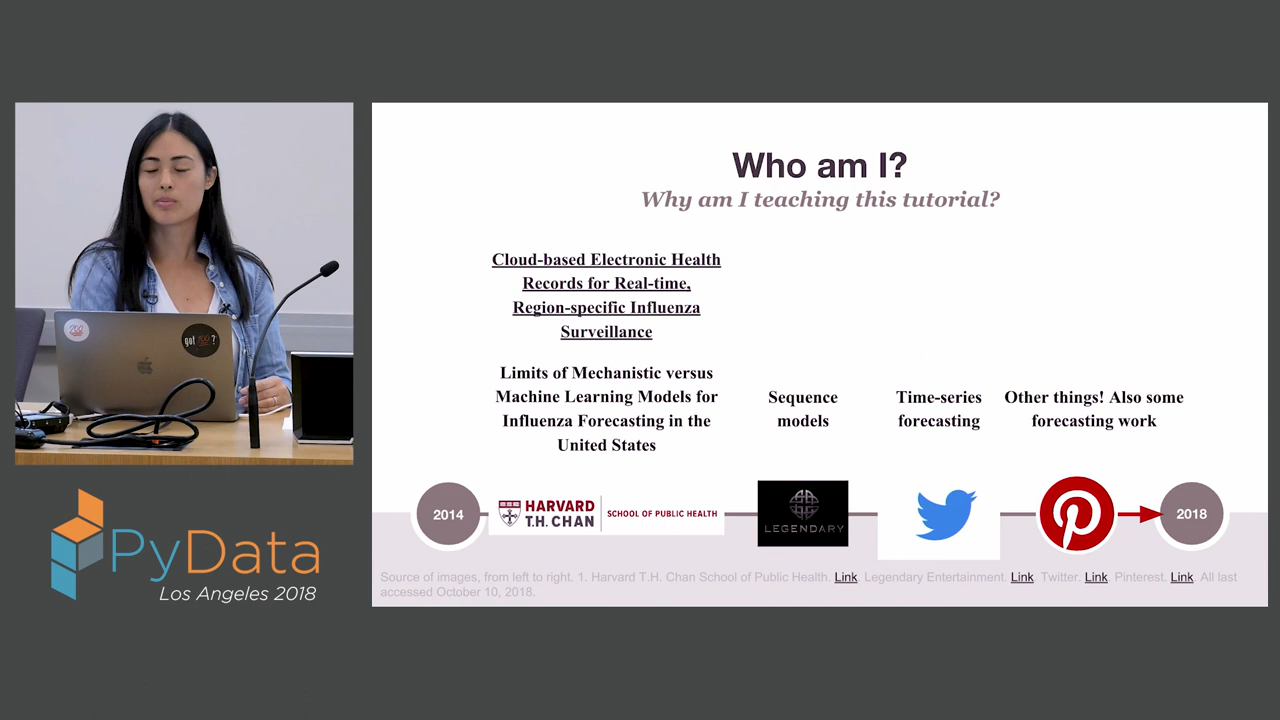 Who am I?
Why am I teaching this tutorial?
Cloud-based Electronic Health
Records for Real-time,
Region-specific Influenza
Surveillance
Limits of Mechanistic versus
Machine Learning Models for
Influenza Forecasting in the
United States
Sequence
models
Time-series
forecasting
Other things! Also some
forecasting work
2014
HARVARD
T.H. CHAN
SCHOOL OF PUBLIC HEALTH
LEGENDARY
2018
Source of images, from left to right. 1. Harvard T.H. Chan School of Public Health. Link. Legendary Entertainment. Link. Twitter. Link. Pinterest. Link. All last
accessed October 10, 2018.
got
?
PyData
Los Angeles 2018